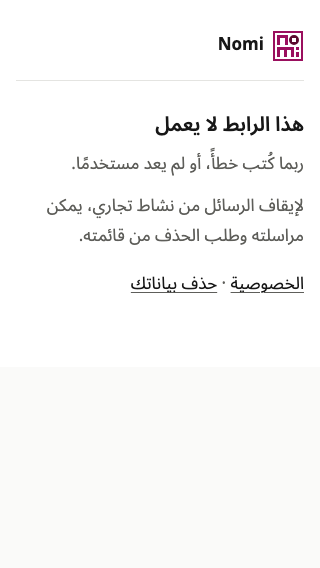 nomi
Nomi
هذا الرابط لا يعمل
ربما كُتب خطأً، أو لم يعد مستخدمًا.
لإيقاف الرسائل من نشاط تجاري، يمكن
مراسلته وطلب الحذف من قائمته.
الخصوصية · حذف بياناتك